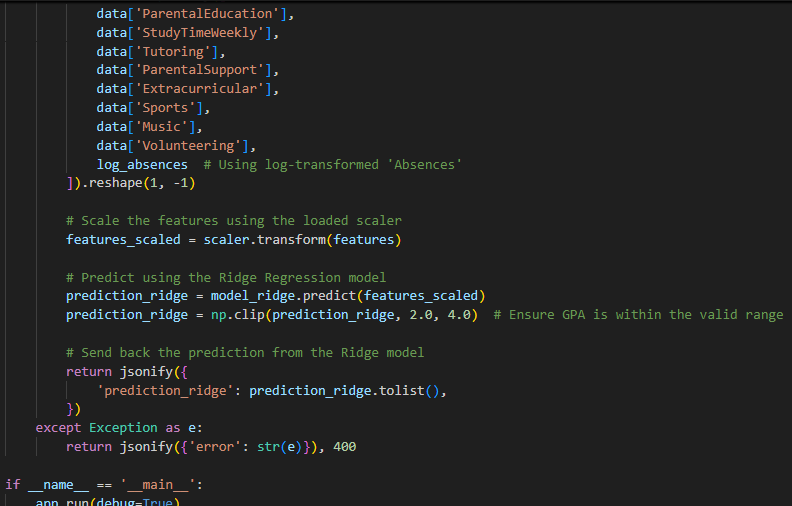 data['ParentalEducation'],
data['StudyTimeWeekly'],
data['Tutoring'],
data['ParentalSupport'],
data['Extracurricular'],
data['Sports'],
data['Music'],
data['Volunteering'],
log_absences  # Using log-transformed 'Absences'
]).reshape(1, -1)
# Scale the features using the loaded scaler
features_scaled = scaler.transform(features)
# Predict using the Ridge Regression model
prediction_ridge = model_ridge.predict(features_scaled)
prediction_ridge = np.clip(prediction_ridge, 2.0, 4.0)  # Ensure GPA is within the valid range
# Send back the prediction from the Ridge model
return jsonify({
'prediction_ridge': prediction_ridge.tolist(),
})
except Exception as e:
return jsonify({'error': str(e)}), 400
if __name__ == '__main__':
app.run(debug=True)